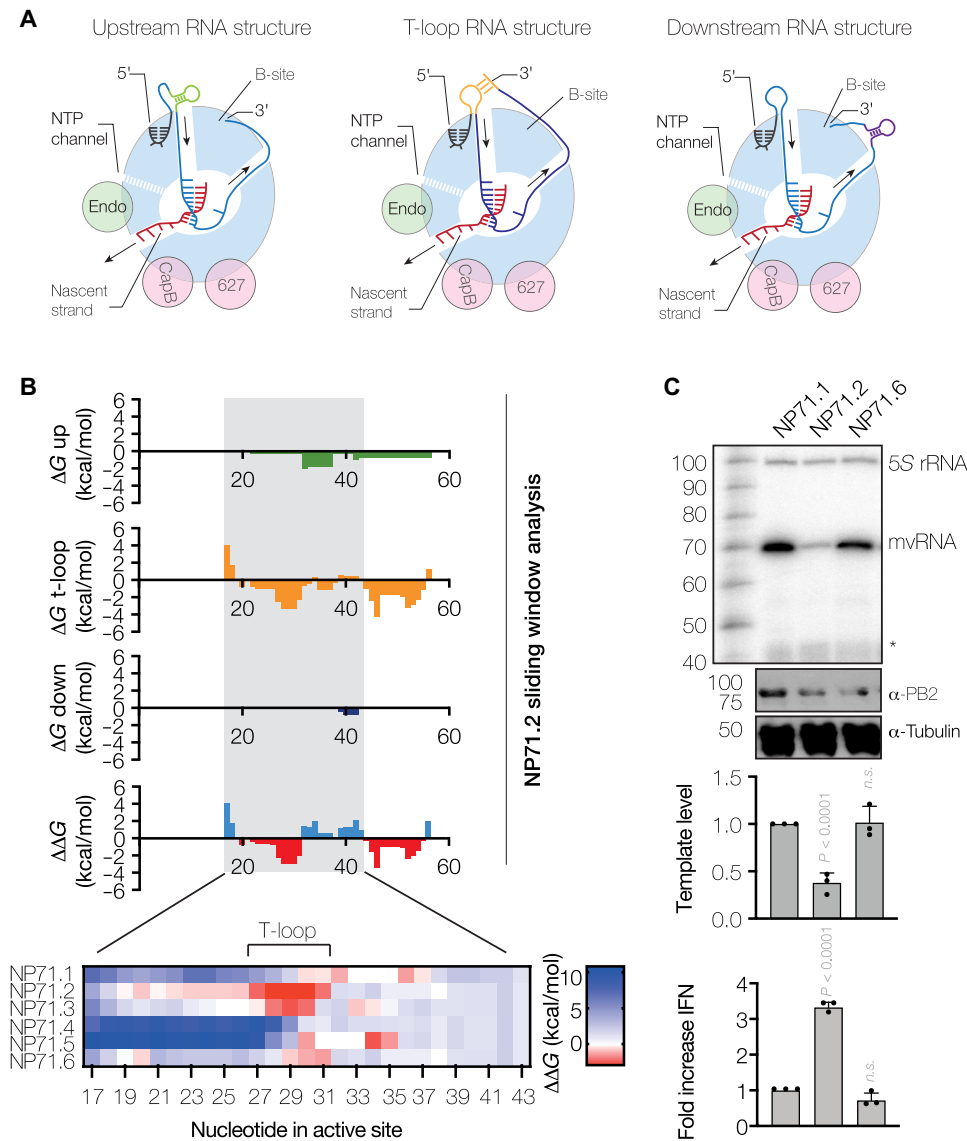 A
Upstream RNA structure
T-loop RNA structure
Downstream RNA structure
5'
B-site
3'
NTP
channel
Endo
Nascent
strand
CapB
627
5'
3'
B-site
NTP
channel
Endo
Nascent
strand
CapB
627
5'
B-site
3'
NTP
channel
Endo
Nascent
strand
CapB
627
B
ΔG up
(kcal/mol)
6
4
2
0
−2
−4
−6
20
40
60
ΔG t-loop
(kcal/mol)
6
4
2
0
−2
−4
−6
20
40
60
ΔG down
(kcal/mol)
6
4
2
0
−2
−4
−6
20
40
60
ΔΔG
(kcal/mol)
6
4
2
0
−2
−4
−6
20
40
60
NP71.2 sliding window analysis
T-loop
NP71.1
NP71.2
NP71.3
NP71.4
NP71.5
NP71.6
17 19 21 23 25 27 29 31 33 35 37 39 41 43
Nucleotide in active site
10
5
0
ΔΔG (kcal/mol)
C
NP71.1
NP71.2
NP71.6
100
90
80
70
60
50
40
5S rRNA
mvRNA
*
100
75
α-PB2
50
α-Tubulin
Template level
1.5
1.0
0.5
0.0
P < 0.0001
n.s.
Fold increase IFN
4
2
1
0
P < 0.0001
n.s.